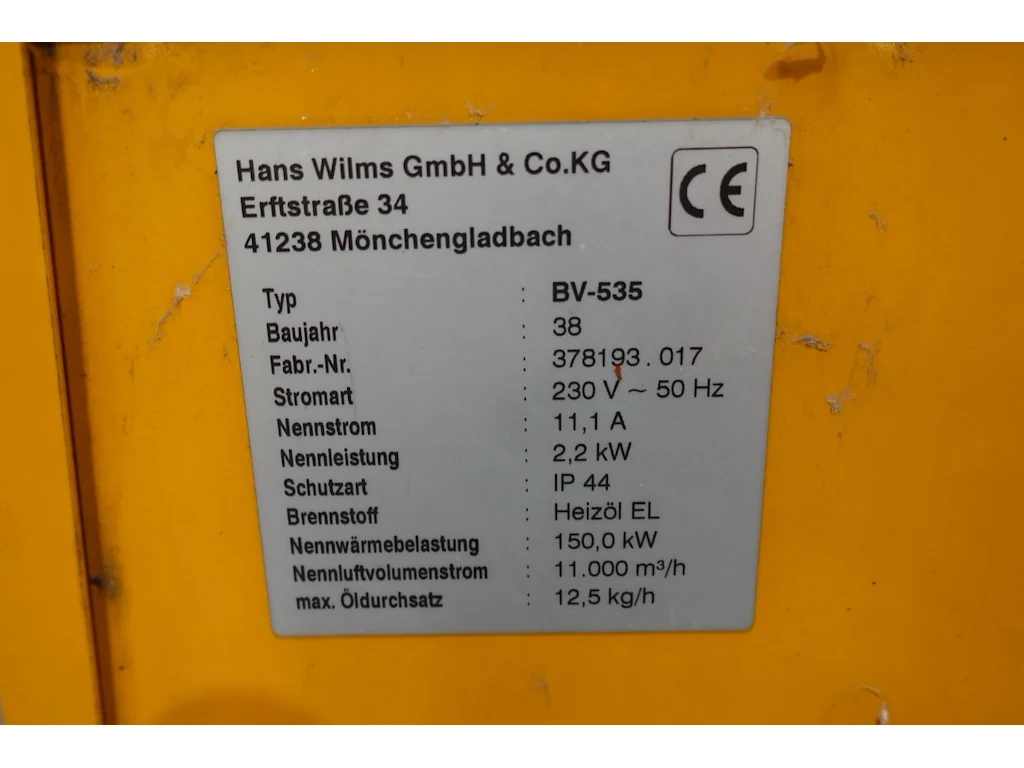 Hans Wilms GmbH & Co.KG
Erftstraße 34
41238 Mönchengladbach
CE
Typ : BV-535
Baujahr : 38
Fabr.-Nr. : 378193.017
Stromart : 230 V ~ 50 Hz
Nennstrom : 11,1 A
Nennleistung : 2,2 kW
Schutzart : IP 44
Brennstoff : Heizöl EL
Nennwärmebelastung : 150,0 kW
Nennluftvolumenstrom : 11.000 m³/h
max. Öldurchsatz : 12,5 kg/h